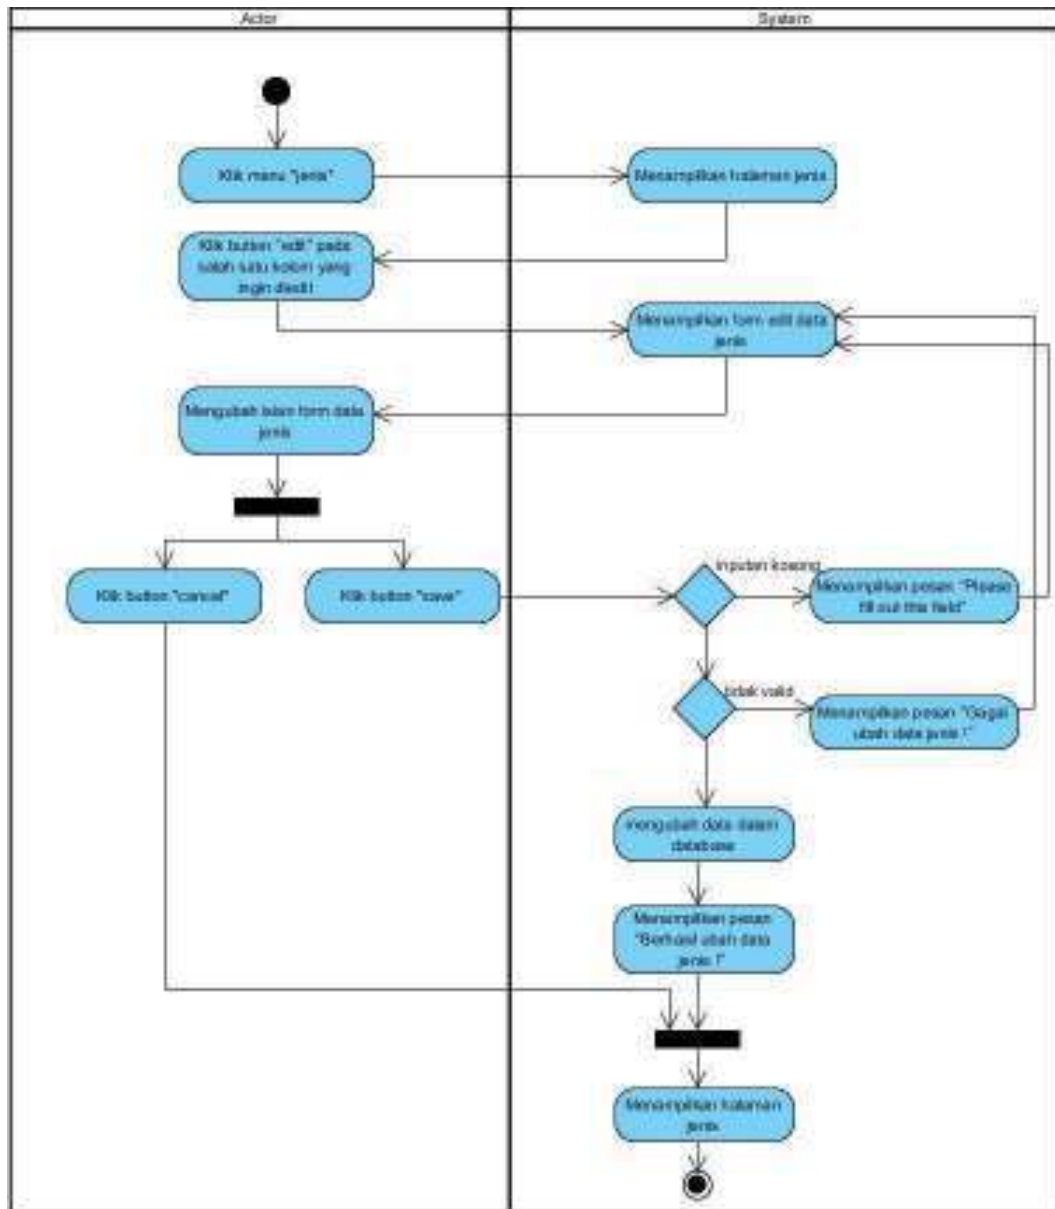 Actor
System
Klik menu "jenis"
Menampilkan halaman jenis
Klik button "edit" pada
salah satu kolom yang
ingin diedit
Menampilkan form edit data
jenis
Mengubah isian form data
jenis
Klik button "cancel"
Klik button "save"
inputan kosong
Menampilkan pesan "Please
fill out this field"
tidak valid
Menampilkan pesan "Gagal
ubah data jenis !"
mengubah data dalam
database
Menampilkan pesan
"Berhasil ubah data
jenis !"
Menampilkan halaman
jenis